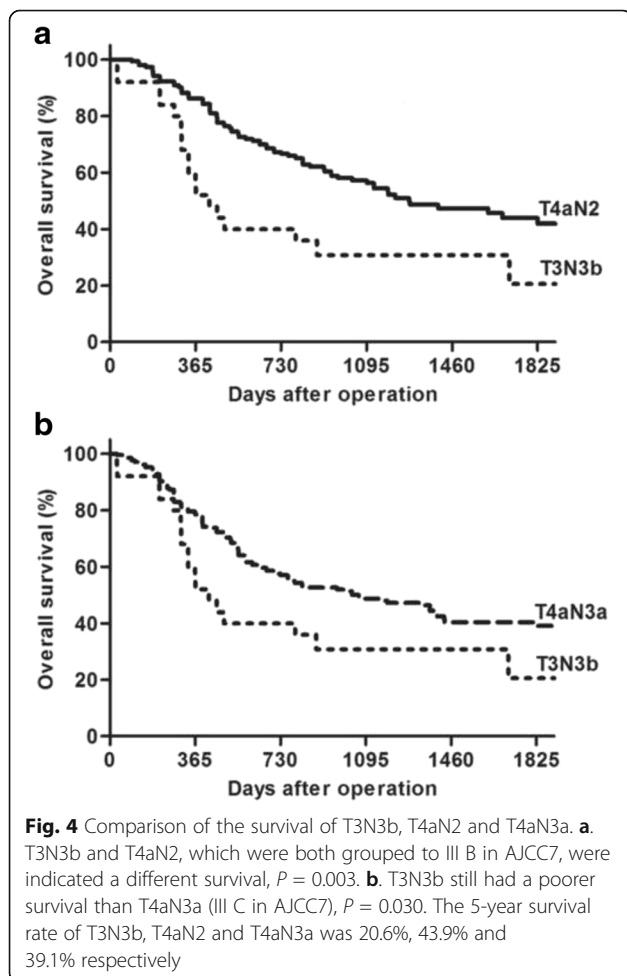 a
100
80
60
40
20
0
Overall survival (%)
T4aN2
T3N3b
0 365 730 1095 1460 1825
Days after operation
b
100
80
60
40
20
0
Overall survival (%)
T4aN3a
T3N3b
0 365 730 1095 1460 1825
Days after operation
Fig. 4 Comparison of the survival of T3N3b, T4aN2 and T4aN3a. a.
T3N3b and T4aN2, which were both grouped to III B in AJCC7, were
indicated a different survival, P = 0.003. b. T3N3b still had a poorer
survival than T4aN3a (III C in AJCC7), P = 0.030. The 5-year survival
rate of T3N3b, T4aN2 and T4aN3a was 20.6%, 43.9% and
39.1% respectively